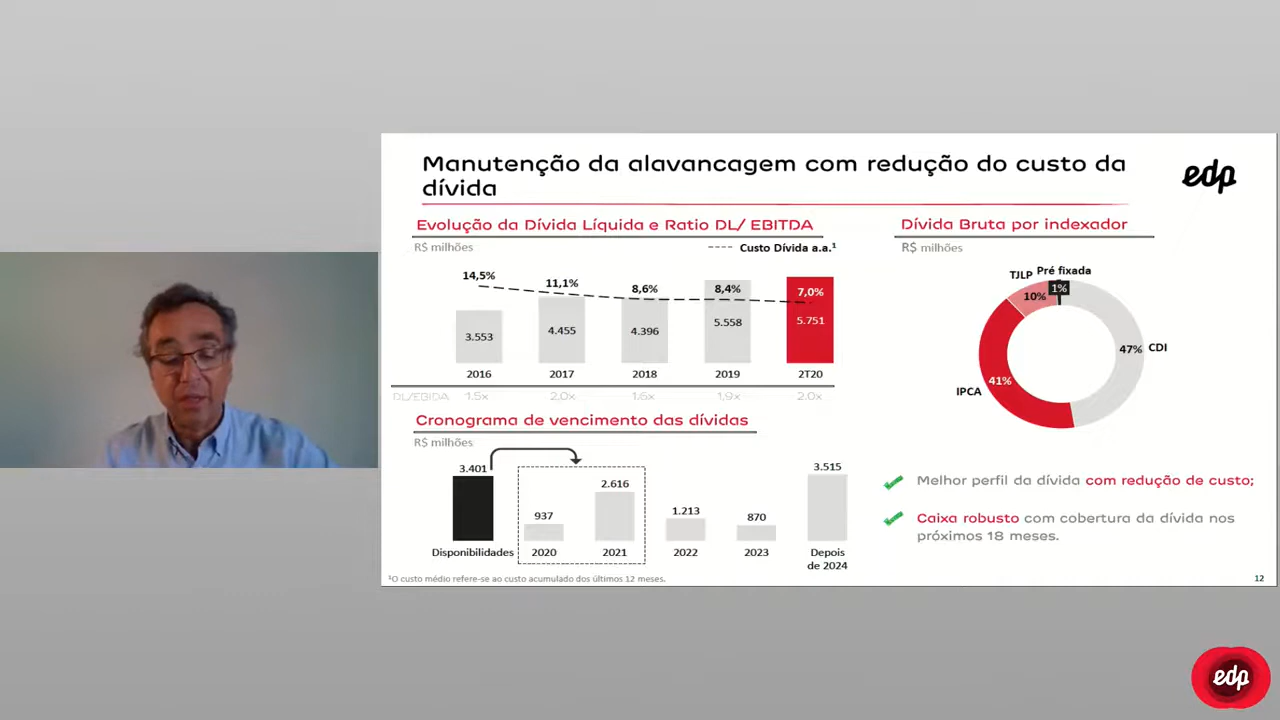 Manutenção da alavancagem com redução do custo da
dívida
edp
Evolução da Dívida Líquida e Ratio DL/ EBITDA
R$ milhões
Custo Dívida a.a.¹
14,5%
11,1%
8,6%
8,4%
7,0%
3.553
4.455
4.396
5.558
5.751
2016
2017
2018
2019
2T20
DL/EBIDA
1.5x
2.0x
1.6x
1.9x
2.0x
Dívida Bruta por indexador
R$ milhões
TJLP
Pré fixada
10%
1%
47%
CDI
41%
IPCA
Cronograma de vencimento das dívidas
R$ milhões
3.401
937
2.616
1.213
870
3.515
Disponibilidades
2020
2021
2022
2023
Depois
de 2024
Melhor perfil da dívida com redução de custo;
Caixa robusto com cobertura da dívida nos
próximos 18 meses.
¹O custo médio refere-se ao custo acumulado dos últimos 12 meses.
12
edp